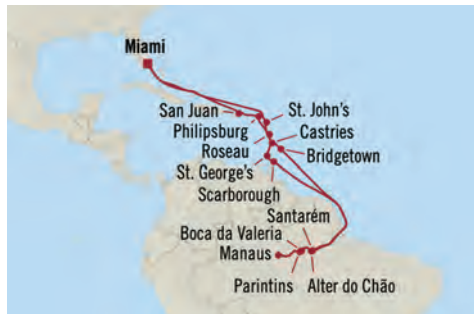 Miami
San Juan
St. John's
Philipsburg
Castries
Roseau
Bridgetown
St. George's
Scarborough
Santarém
Boca da Valeria
Manaus
Parintins
Alter do Chão